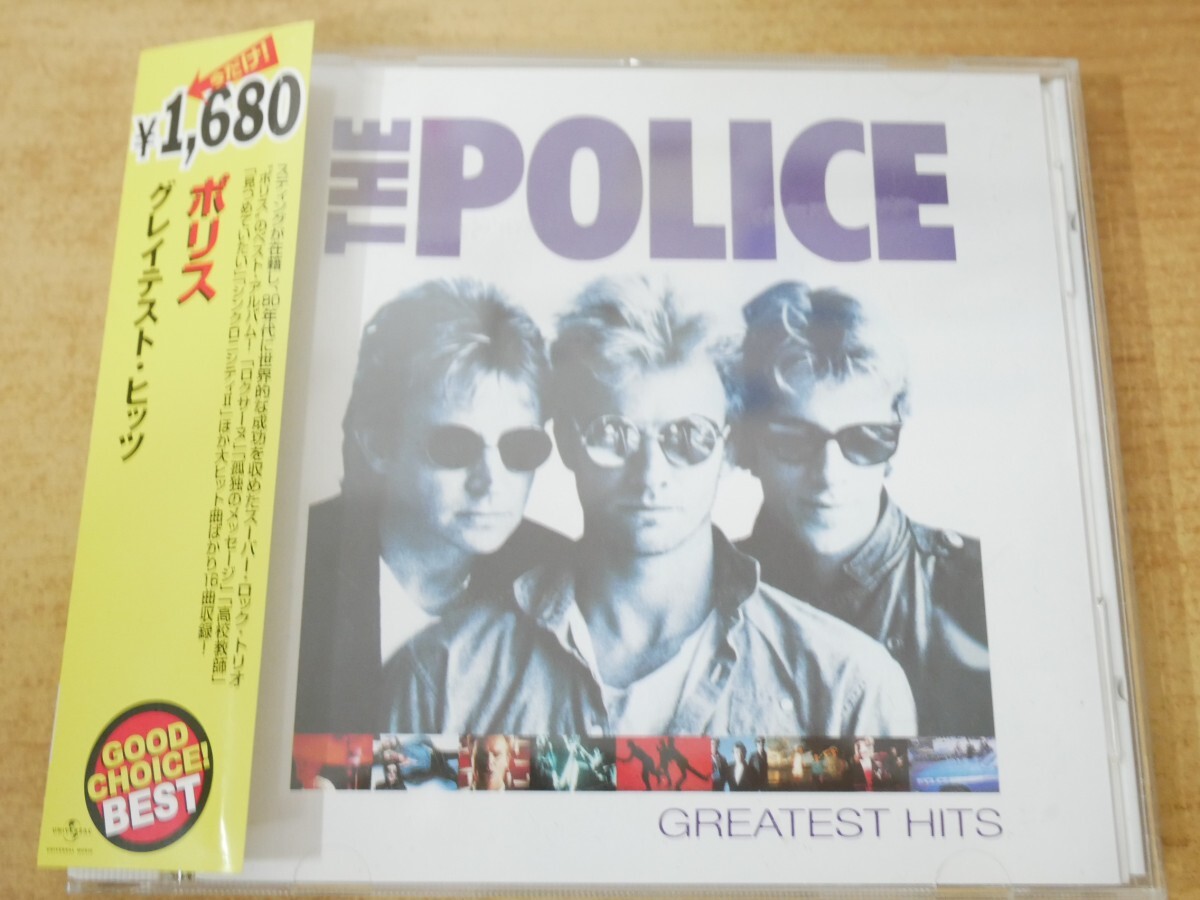 今だけ!
¥1,680
ポリス
グレイテスト・ヒッツ
スティングが在籍し、80年代に世界的な成功を収めたスーパー・ロック・トリオ
"ポリス"のベスト・アルバム!「ロクサーヌ」「孤独のメッセージ」「高校教師」
「見つめていたい」「シンクロニシティーII」ほか大ヒット曲ばかり16曲収録!
GOOD
CHOICE!
BEST
UNIVERSAL
UNIVERSAL MUSIC
THE POLICE
GREATEST HITS